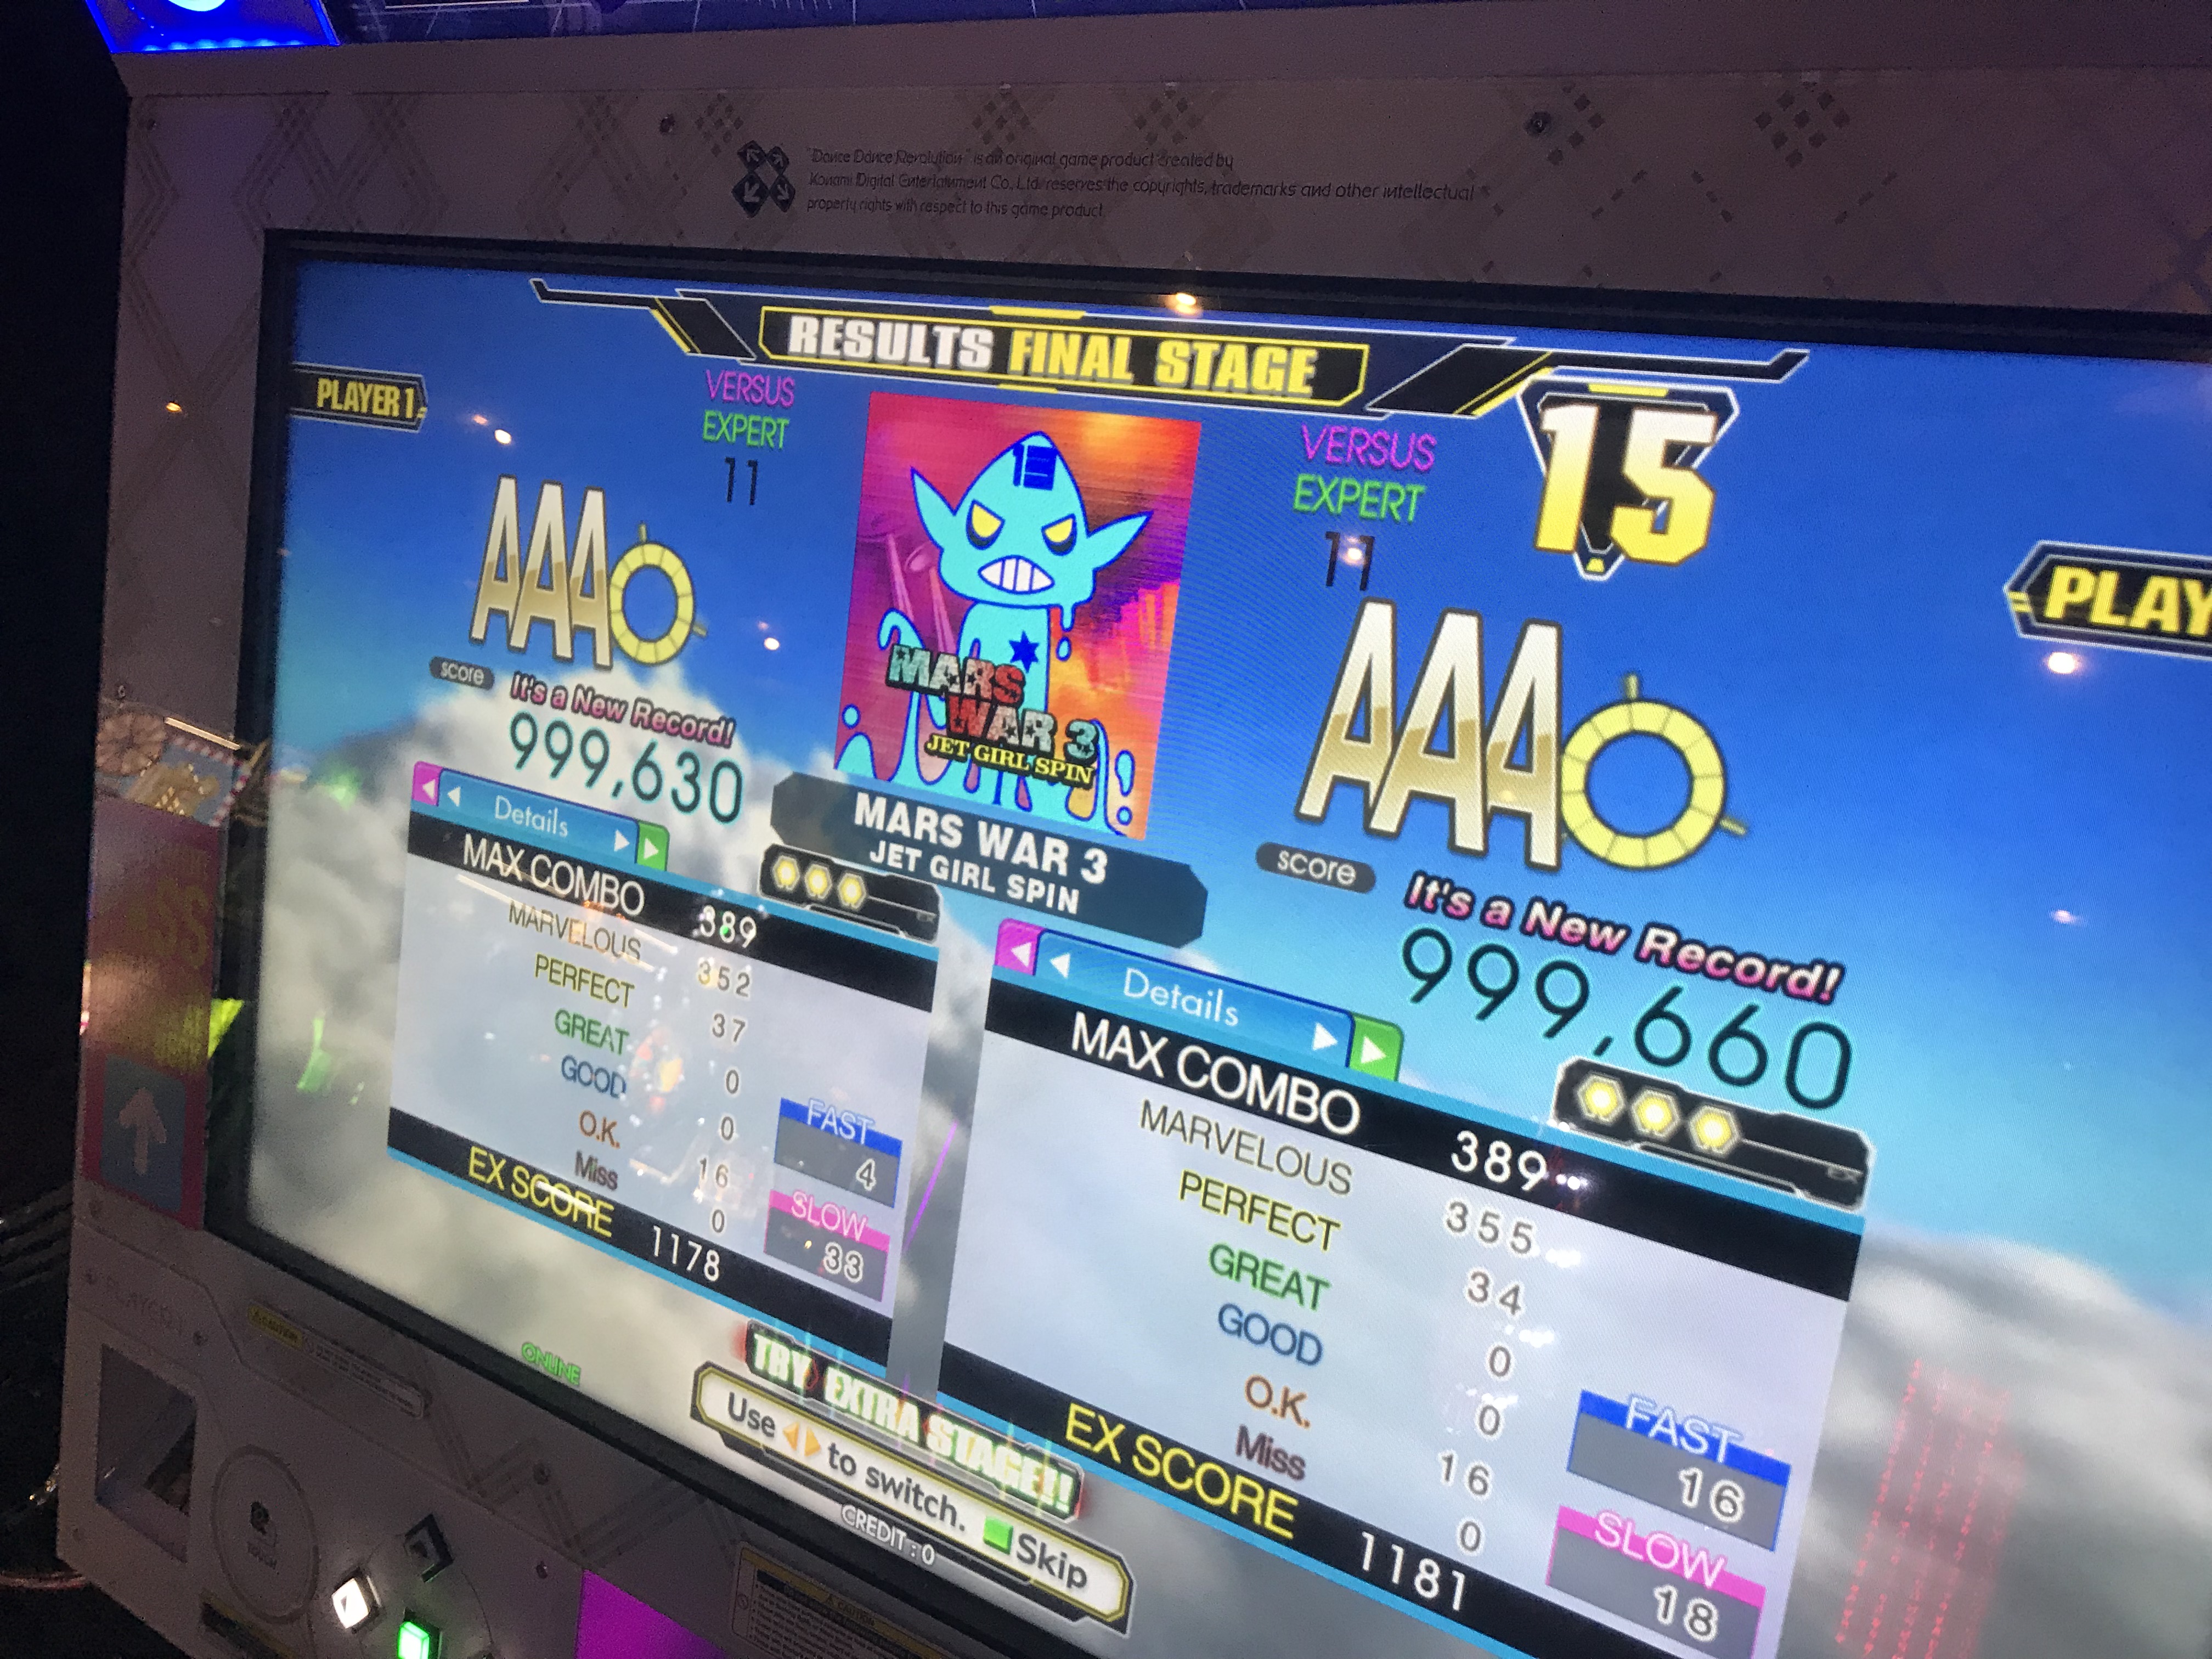 "Dance Dance Revolution" is an original game product created by
Konami Digital Entertainment Co., Ltd. reserves the copyrights, trademarks and other intellectual
property rights with respect to this game product.
RESULTS FINAL STAGE
PLAYER 1
VERSUS
EXPERT
11
AAA
score
It's a New Record!
999,630
Details
MAX COMBO 389
MARVELOUS 352
PERFECT 37
GREAT 0
GOOD 0
O.K. 16
Miss 0
EX SCORE 1178
FAST
4
SLOW
33
13
MARS
WAR 3
JET GIRL SPIN
MARS WAR 3
JET GIRL SPIN
EX
VERSUS
EXPERT
11
15
PLAY
AAA
score
It's a New Record!
999,660
Details
EX
MAX COMBO 389
MARVELOUS 355
PERFECT 34
GREAT 0
GOOD 0
O.K. 16
Miss 0
EX SCORE 1181
FAST
16
SLOW
18
ONLINE
TRY EXTRA STAGE!!
Use to switch. Skip
CREDIT : 0
CAUTION